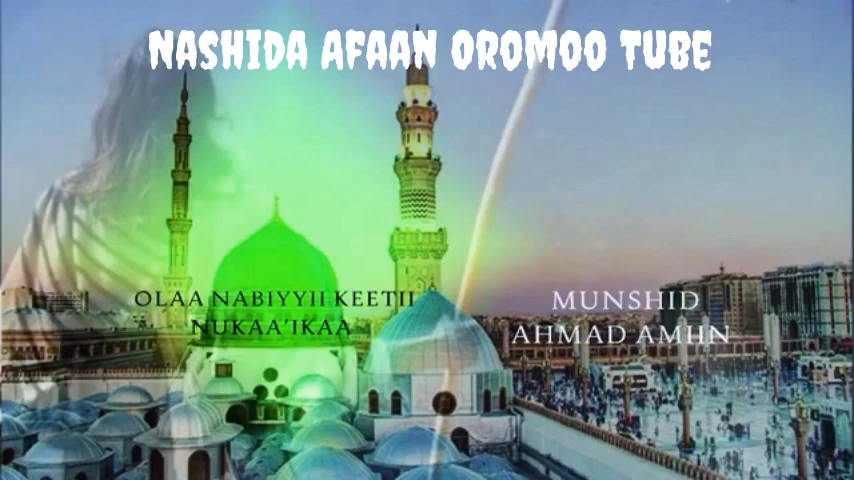 NASHIDA AFAAN OROMOO TUBE
OLAA NABIYYII KEETII
NUKAA'IKAA
MUNSHID
AHMAD AMIIN